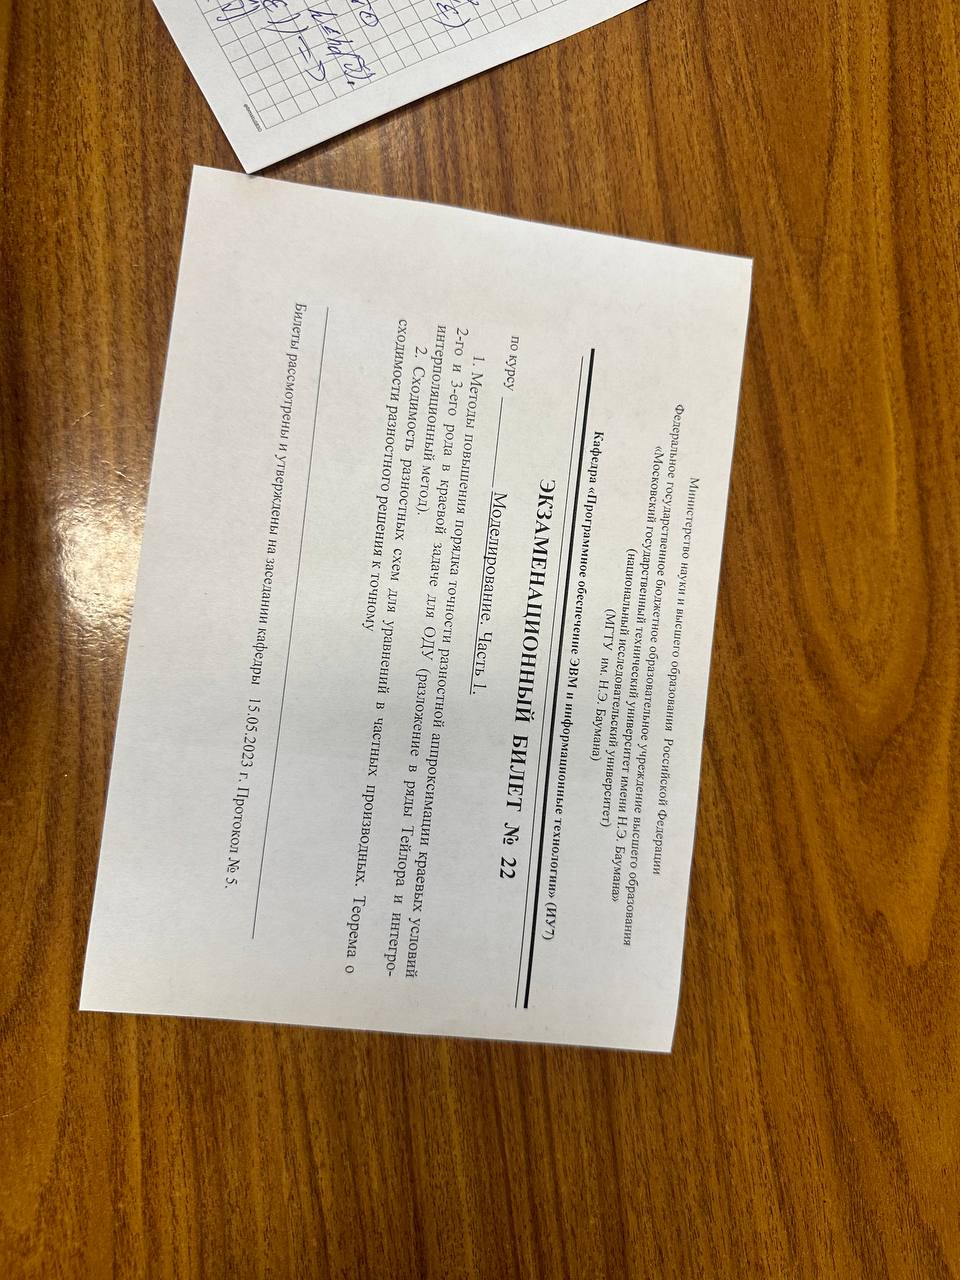 Министерство науки и высшего образования Российской Федерации
Федеральное государственное бюджетное образовательное учреждение высшего образования
«Московский государственный технический университет имени Н.Э. Баумана»
(национальный исследовательский университет)
(МГТУ им. Н.Э. Баумана)
Кафедра «Программное обеспечение ЭВМ и информационные технологии» (ИУ7)
ЭКЗАМЕНАЦИОННЫЙ БИЛЕТ № 22
по курсу Моделирование. Часть 1.
1. Методы повышения порядка точности разностной аппроксимации краевых условий
2-го и 3-его рода в краевой задаче для ОДУ (разложение в ряды Тейлора и интегро-
интерполяционный метод).
2. Сходимость разностных схем для уравнений в частных производных. Теорема о
сходимости разностного решения к точному
Билеты рассмотрены и утверждены на заседании кафедры 15.05.2023 г. Протокол № 5.